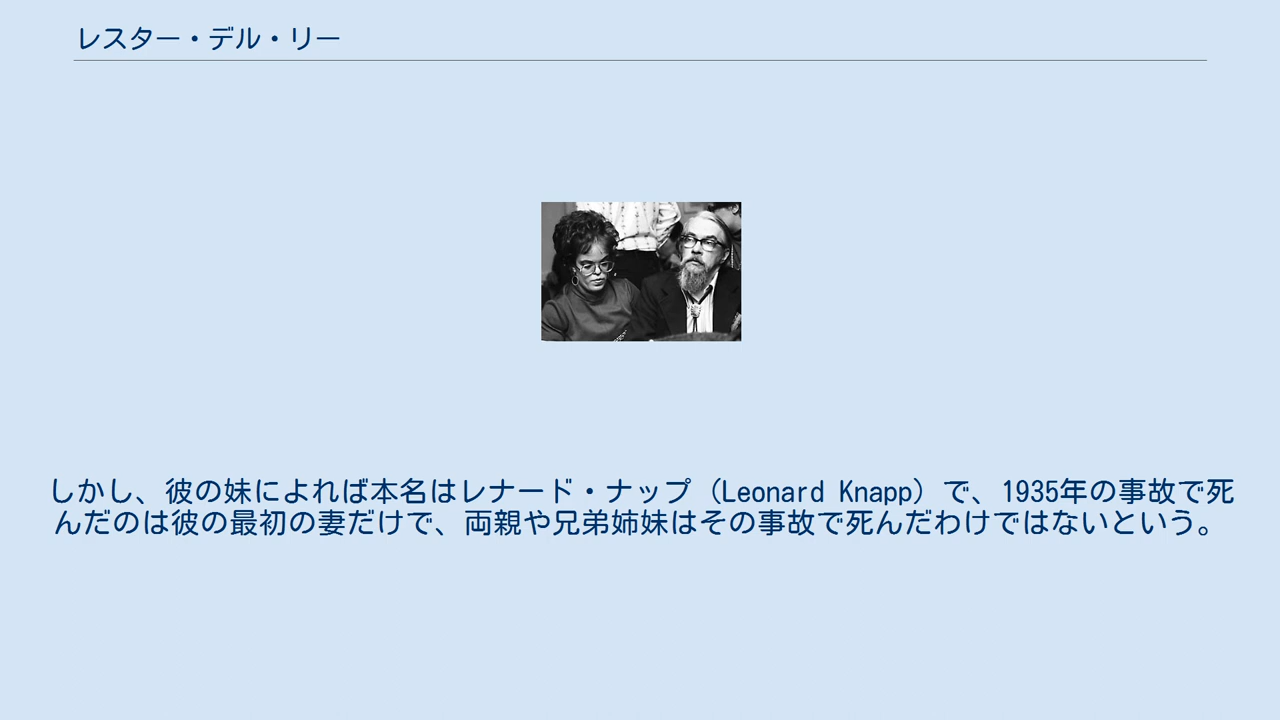 レスター・デル・リー
しかし、彼の妹によれば本名はレナード・ナップ（Leonard Knapp）で、1935年の事故で死
んだのは彼の最初の妻だけで、両親や兄弟姉妹はその事故で死んだわけではないという。